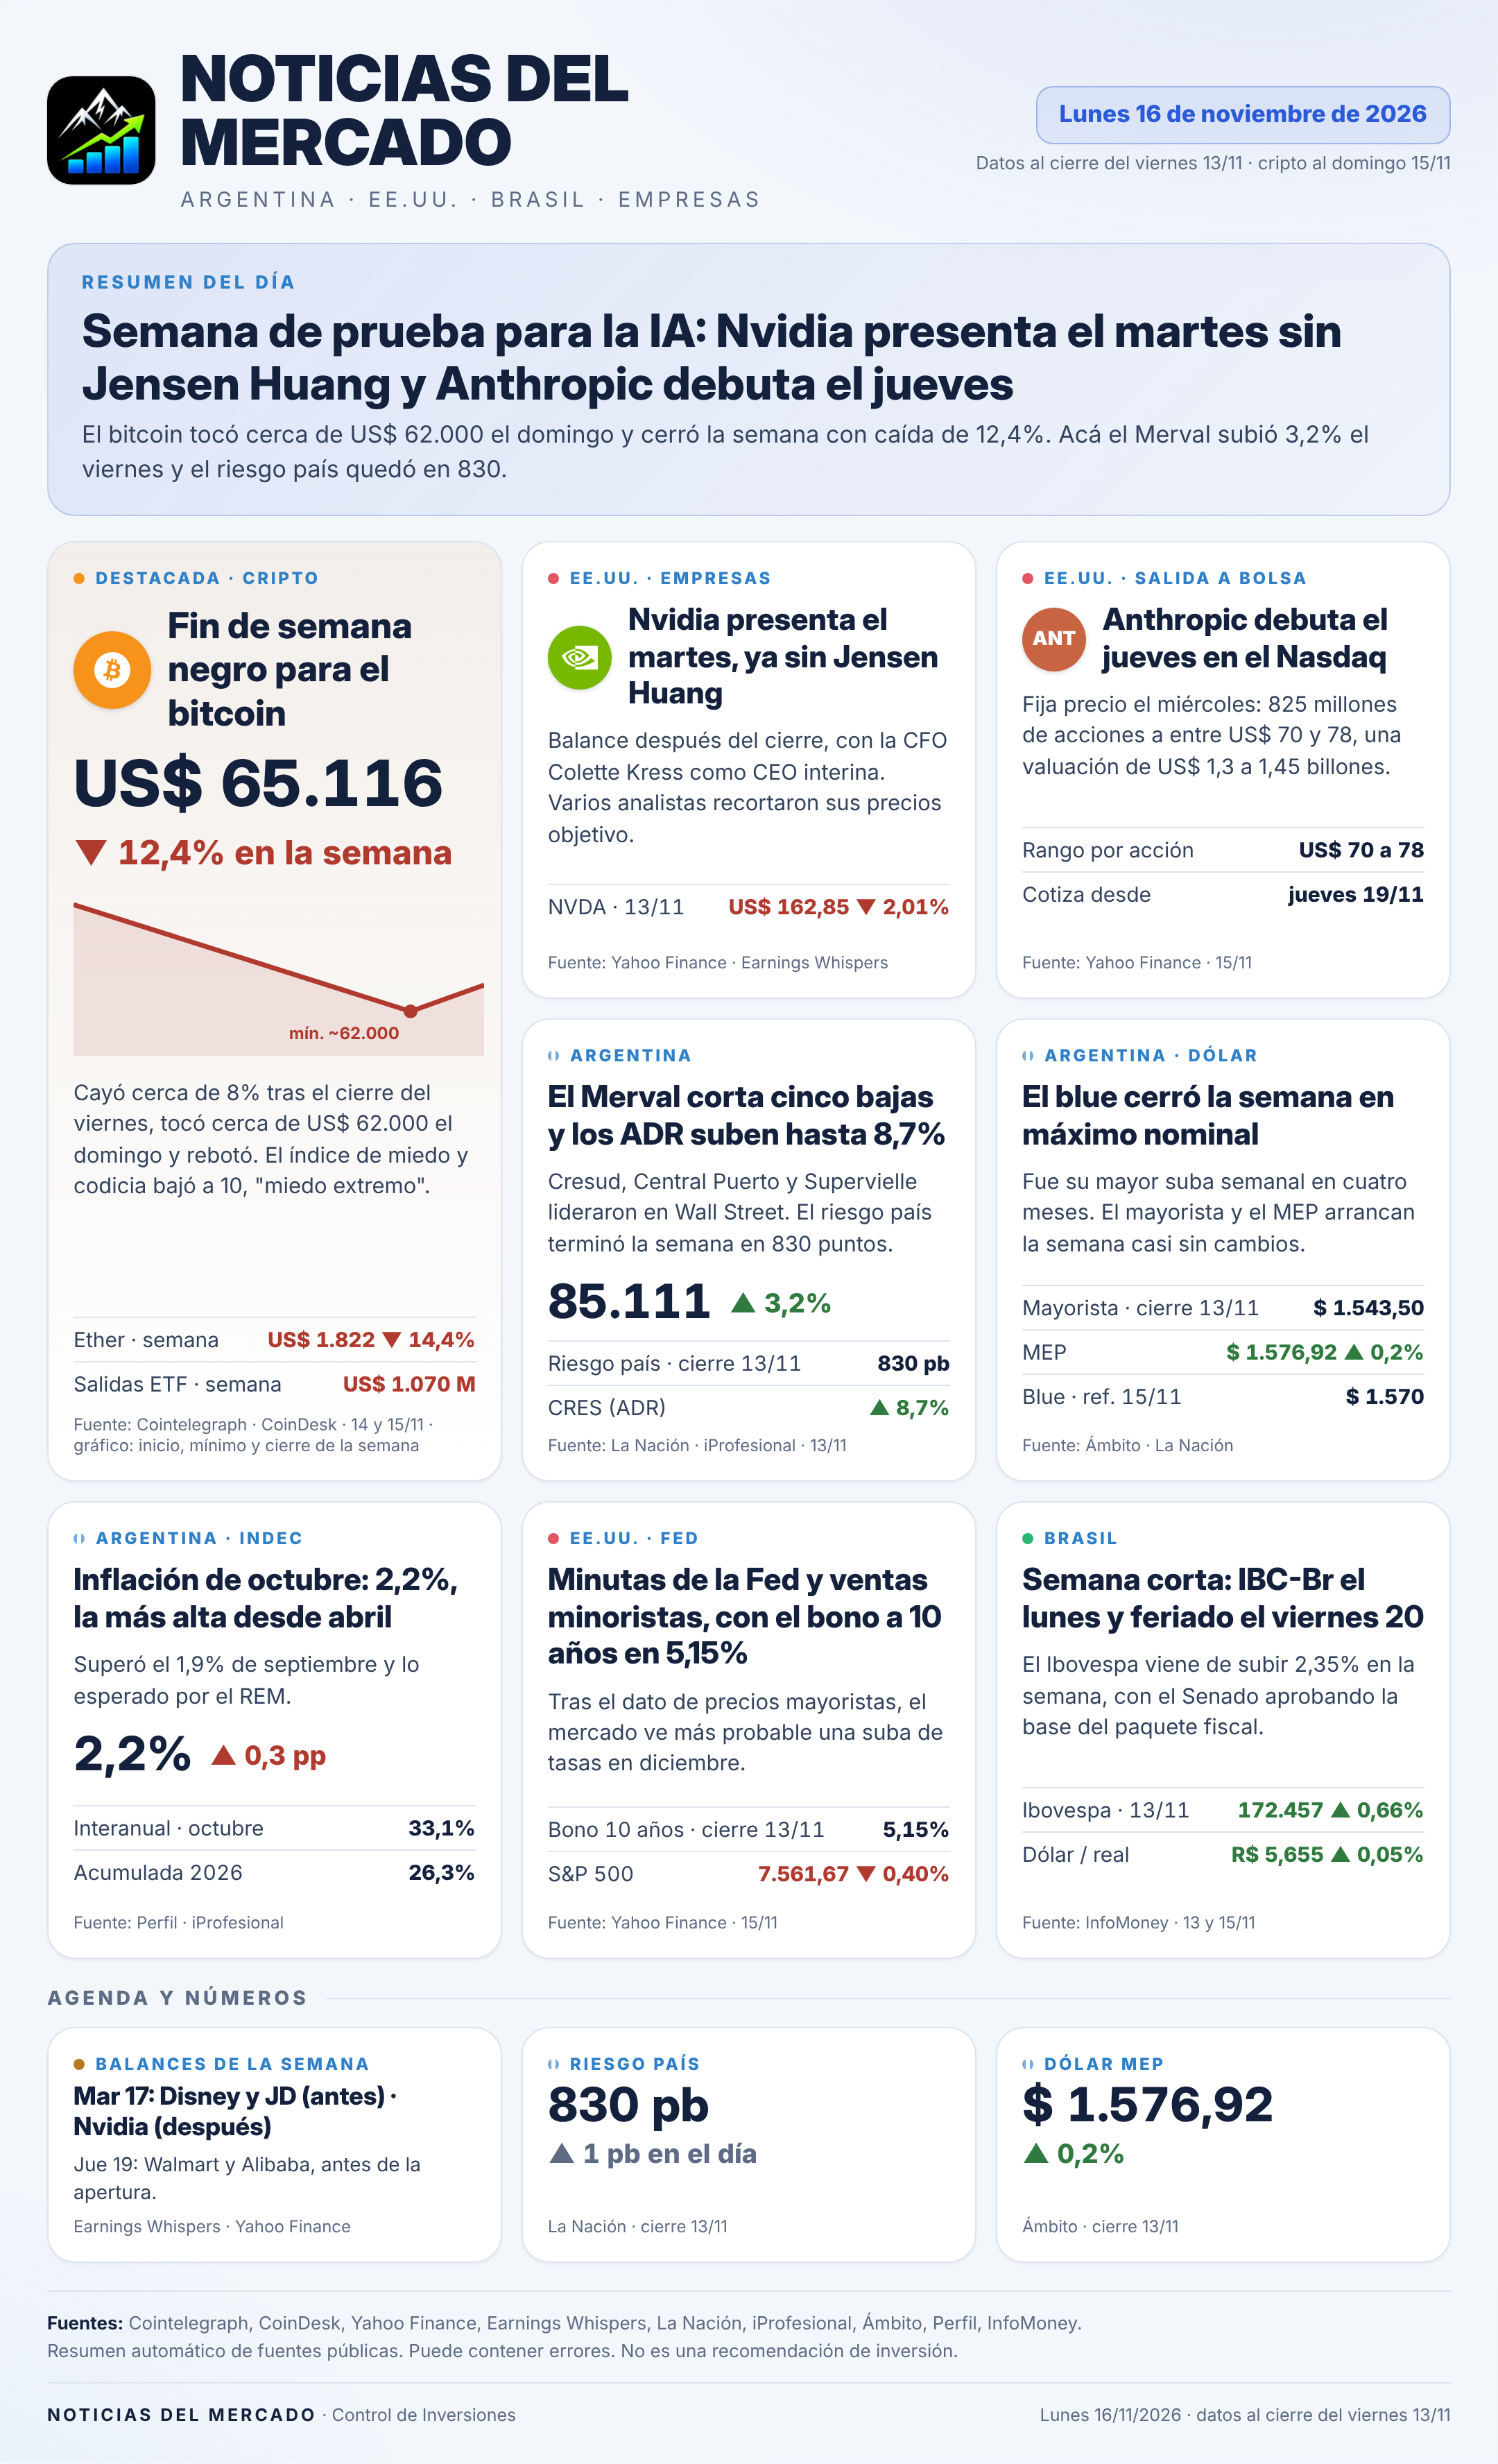 NOTICIAS DEL
MERCADO
ARGENTINA · EE.UU. · BRASIL · EMPRESAS
Lunes 16 de noviembre de 2026
Datos al cierre del viernes 13/11 · cripto al domingo 15/11
RESUMEN DEL DÍA
Semana de prueba para la IA: Nvidia presenta el martes sin
Jensen Huang y Anthropic debuta el jueves
El bitcoin tocó cerca de US$ 62.000 el domingo y cerró la semana con caída de 12,4%. Acá el Merval subió 3,2% el
viernes y el riesgo país quedó en 830.
DESTACADA · CRIPTO
Fin de semana
negro para el
bitcoin
US$ 65.116
▼ 12,4% en la semana
mín. ~62.000
Cayó cerca de 8% tras el cierre del
viernes, tocó cerca de US$ 62.000 el
domingo y rebotó. El índice de miedo y
codicia bajó a 10, "miedo extremo".
Ether · semana US$ 1.822 ▼ 14,4%
Salidas ETF · semana US$ 1.070 M
Fuente: Cointelegraph · CoinDesk · 14 y 15/11 ·
gráfico: inicio, mínimo y cierre de la semana
EE.UU. · EMPRESAS
Nvidia presenta el
martes, ya sin Jensen
Huang
Balance después del cierre, con la CFO
Colette Kress como CEO interina.
Varios analistas recortaron sus precios
objetivo.
NVDA · 13/11 US$ 162,85 ▼ 2,01%
Fuente: Yahoo Finance · Earnings Whispers
EE.UU. · SALIDA A BOLSA
ANT
Anthropic debuta el
jueves en el Nasdaq
Fija precio el miércoles: 825 millones
de acciones a entre US$ 70 y 78, una
valuación de US$ 1,3 a 1,45 billones.
Rango por acción US$ 70 a 78
Cotiza desde jueves 19/11
Fuente: Yahoo Finance · 15/11
ARGENTINA
El Merval corta cinco bajas
y los ADR suben hasta 8,7%
Cresud, Central Puerto y Supervielle
lideraron en Wall Street. El riesgo país
terminó la semana en 830 puntos.
85.111 ▲ 3,2%
Riesgo país · cierre 13/11 830 pb
CRES (ADR) ▲ 8,7%
Fuente: La Nación · iProfesional · 13/11
ARGENTINA · DÓLAR
El blue cerró la semana en
máximo nominal
Fue su mayor suba semanal en cuatro
meses. El mayorista y el MEP arrancan
la semana casi sin cambios.
Mayorista · cierre 13/11 $ 1.543,50
MEP $ 1.576,92 ▲ 0,2%
Blue · ref. 15/11 $ 1.570
Fuente: Ámbito · La Nación
ARGENTINA · INDEC
Inflación de octubre: 2,2%,
la más alta desde abril
Superó el 1,9% de septiembre y lo
esperado por el REM.
2,2% ▲ 0,3 pp
Interanual · octubre 33,1%
Acumulada 2026 26,3%
Fuente: Perfil · iProfesional
EE.UU. · FED
Minutas de la Fed y ventas
minoristas, con el bono a 10
años en 5,15%
Tras el dato de precios mayoristas, el
mercado ve más probable una suba de
tasas en diciembre.
Bono 10 años · cierre 13/11 5,15%
S&P 500 7.561,67 ▼ 0,40%
Fuente: Yahoo Finance · 15/11
BRASIL
Semana corta: IBC-Br el
lunes y feriado el viernes 20
El Ibovespa viene de subir 2,35% en la
semana, con el Senado aprobando la
base del paquete fiscal.
Ibovespa · 13/11 172.457 ▲ 0,66%
Dólar / real R$ 5,655 ▲ 0,05%
Fuente: InfoMoney · 13 y 15/11
AGENDA Y NÚMEROS
BALANCES DE LA SEMANA
Mar 17: Disney y JD (antes) ·
Nvidia (después)
Jue 19: Walmart y Alibaba, antes de la
apertura.
Earnings Whispers · Yahoo Finance
RIESGO PAÍS
830 pb
▲ 1 pb en el día
La Nación · cierre 13/11
DÓLAR MEP
$ 1.576,92
▲ 0,2%
Ámbito · cierre 13/11
Fuentes: Cointelegraph, CoinDesk, Yahoo Finance, Earnings Whispers, La Nación, iProfesional, Ámbito, Perfil, InfoMoney.
Resumen automático de fuentes públicas. Puede contener errores. No es una recomendación de inversión.
NOTICIAS DEL MERCADO · Control de Inversiones
Lunes 16/11/2026 · datos al cierre del viernes 13/11